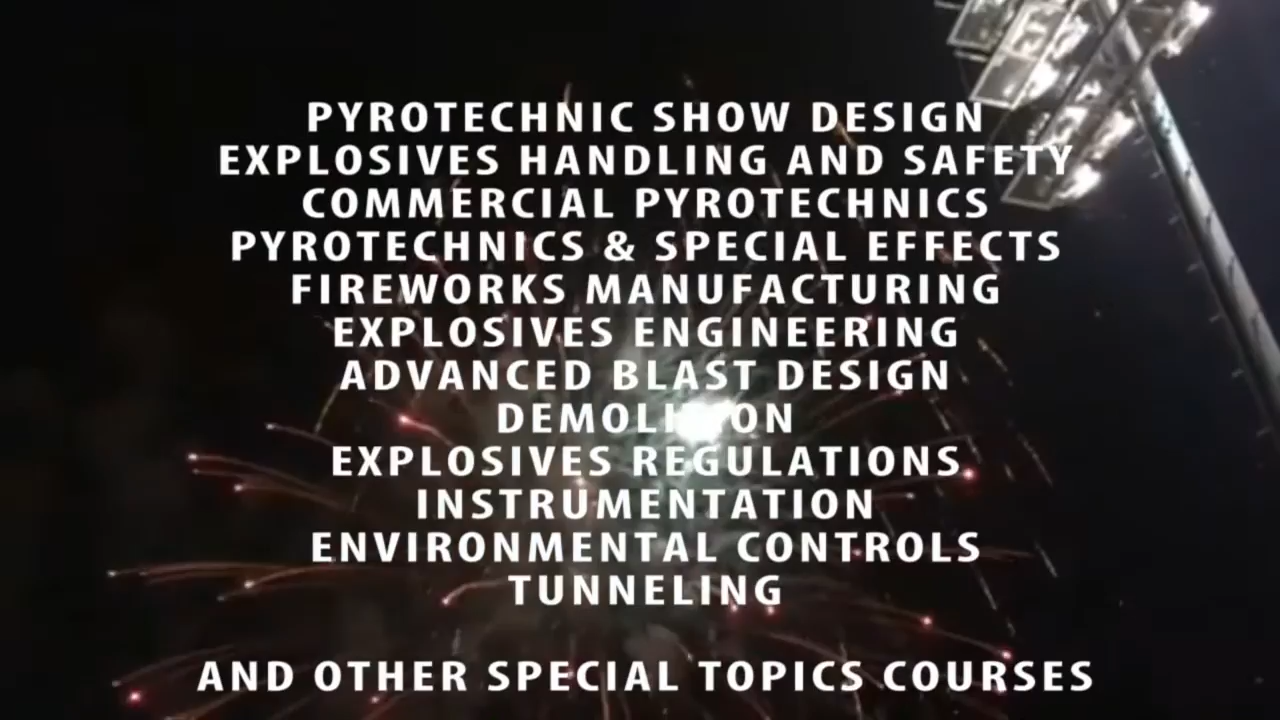 PYROTECHNIC SHOW DESIGN
EXPLOSIVES HANDLING AND SAFETY
COMMERCIAL PYROTECHNICS
PYROTECHNICS & SPECIAL EFFECTS
FIREWORKS MANUFACTURING
EXPLOSIVES ENGINEERING
ADVANCED BLAST DESIGN
DEMOLITION
EXPLOSIVES REGULATIONS
INSTRUMENTATION
ENVIRONMENTAL CONTROLS
TUNNELING
AND OTHER SPECIAL TOPICS COURSES